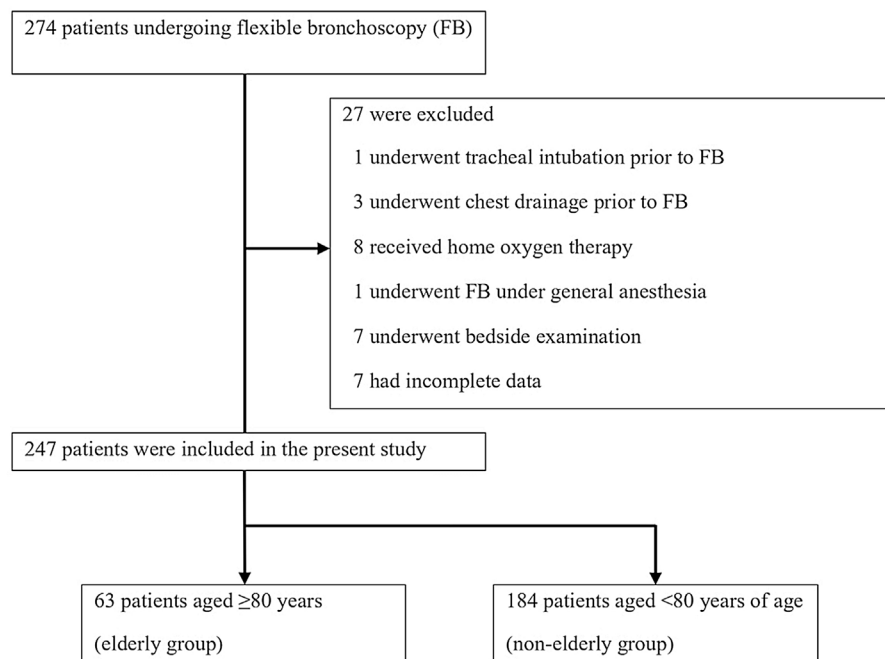 274 patients undergoing flexible bronchoscopy (FB)
27 were excluded
1 underwent tracheal intubation prior to FB
3 underwent chest drainage prior to FB
8 received home oxygen therapy
1 underwent FB under general anesthesia
7 underwent bedside examination
7 had incomplete data
247 patients were included in the present study
63 patients aged ≥80 years
(elderly group)
184 patients aged <80 years of age
(non-elderly group)